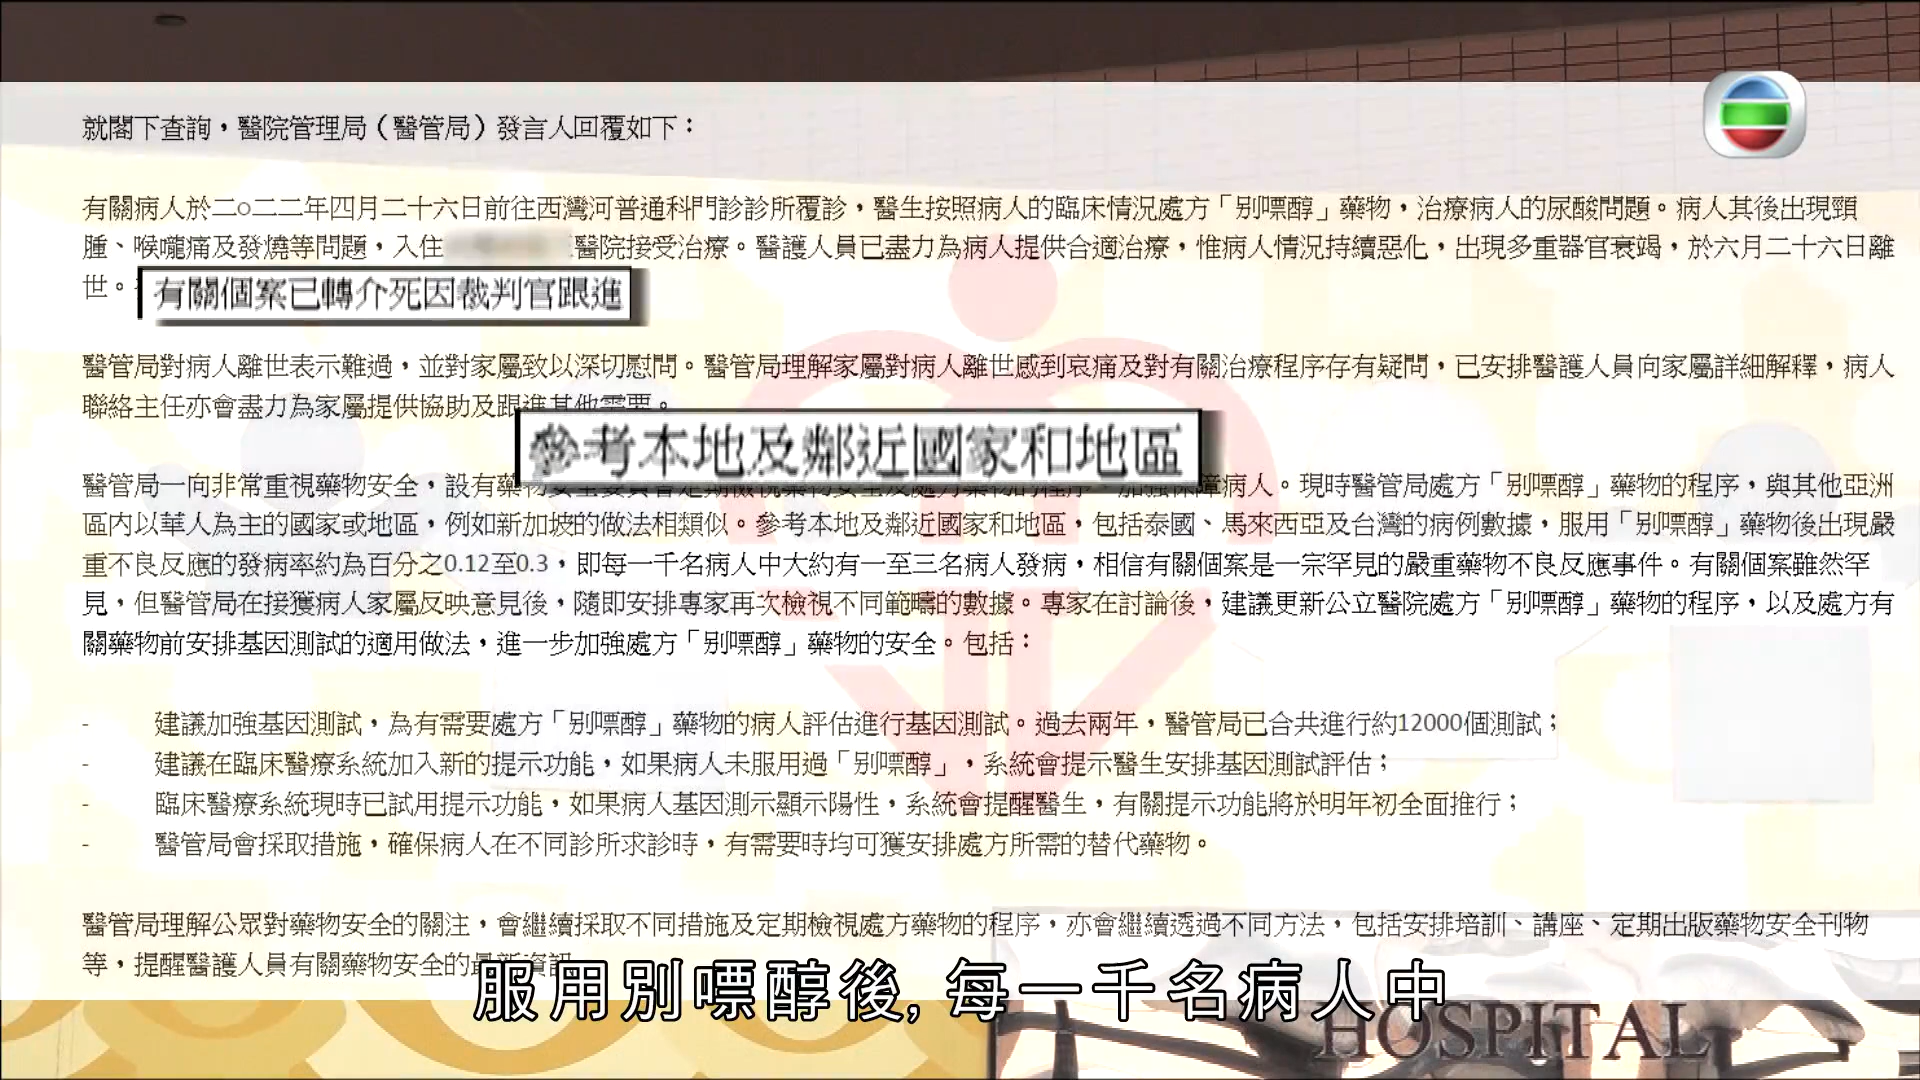 就閣下查詢，醫院管理局（醫管局）發言人回覆如下：
有關病人於二○二二年四月二十六日前往西灣河普通科門診診所覆診，醫生按照病人的臨床情況處方「別嘌醇」藥物，治療病人的尿酸問題。病人其後出現頸
腫、喉嚨痛及發燒等問題，入住 醫院接受治療。醫護人員已盡力為病人提供合適治療，惟病人情況持續惡化，出現多重器官衰竭，於六月二十六日離
世。
有關個案已轉介死因裁判官跟進
醫管局對病人離世表示難過，並對家屬致以深切慰問。醫管局理解家屬對病人離世感到哀痛及對有關治療程序存有疑問，已安排醫護人員向家屬詳細解釋，病人
聯絡主任亦會盡力為家屬提供協助及跟進其他需要。
參考本地及鄰近國家和地區
醫管局一向非常重視藥物安全，設有藥物安全委員會定期檢視藥物安全及處方藥物的程序 加強保障病人。現時醫管局處方「別嘌醇」藥物的程序，與其他亞洲
區內以華人為主的國家或地區，例如新加坡的做法相類似。參考本地及鄰近國家和地區，包括泰國、馬來西亞及台灣的病例數據，服用「別嘌醇」藥物後出現嚴
重不良反應的發病率約為百分之0.12至0.3，即每一千名病人中大約有一至三名病人發病，相信有關個案是一宗罕見的嚴重藥物不良反應事件。有關個案雖然罕
見，但醫管局在接獲病人家屬反映意見後，隨即安排專家再次檢視不同範疇的數據。專家在討論後，建議更新公立醫院處方「別嘌醇」藥物的程序，以及處方有
關藥物前安排基因測試的適用做法，進一步加強處方「別嘌醇」藥物的安全。包括：
- 建議加強基因測試，為有需要處方「別嘌醇」藥物的病人評估進行基因測試。過去兩年，醫管局已合共進行約12000個測試；
- 建議在臨床醫療系統加入新的提示功能，如果病人未服用過「別嘌醇」，系統會提示醫生安排基因測試評估；
- 臨床醫療系統現時已試用提示功能，如果病人基因測示顯示陽性，系統會提醒醫生，有關提示功能將於明年初全面推行；
- 醫管局會採取措施，確保病人在不同診所求診時，有需要時均可獲安排處方所需的替代藥物。
醫管局理解公眾對藥物安全的關注，會繼續採取不同措施及定期檢視處方藥物的程序，亦會繼續透過不同方法，包括安排培訓、講座、定期出版藥物安全刊物
等，提醒醫護人員有關藥物安全的最新資訊
服用別嘌醇後, 每一千名病人中
HOSPITAL